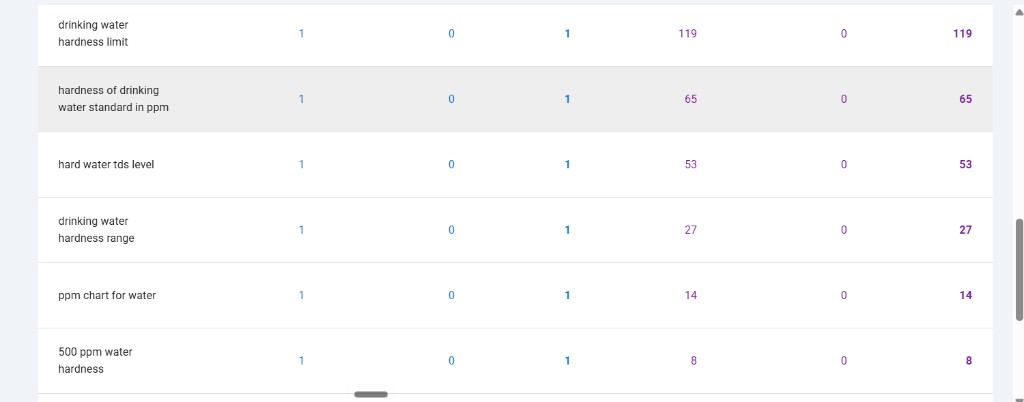 drinking water
hardness limit 1 0 1 119 0 119
hardness of drinking
water standard in ppm 1 0 1 65 0 65
hard water tds level 1 0 1 53 0 53
drinking water
hardness range 1 0 1 27 0 27
ppm chart for water 1 0 1 14 0 14
500 ppm water
hardness 1 0 1 8 0 8